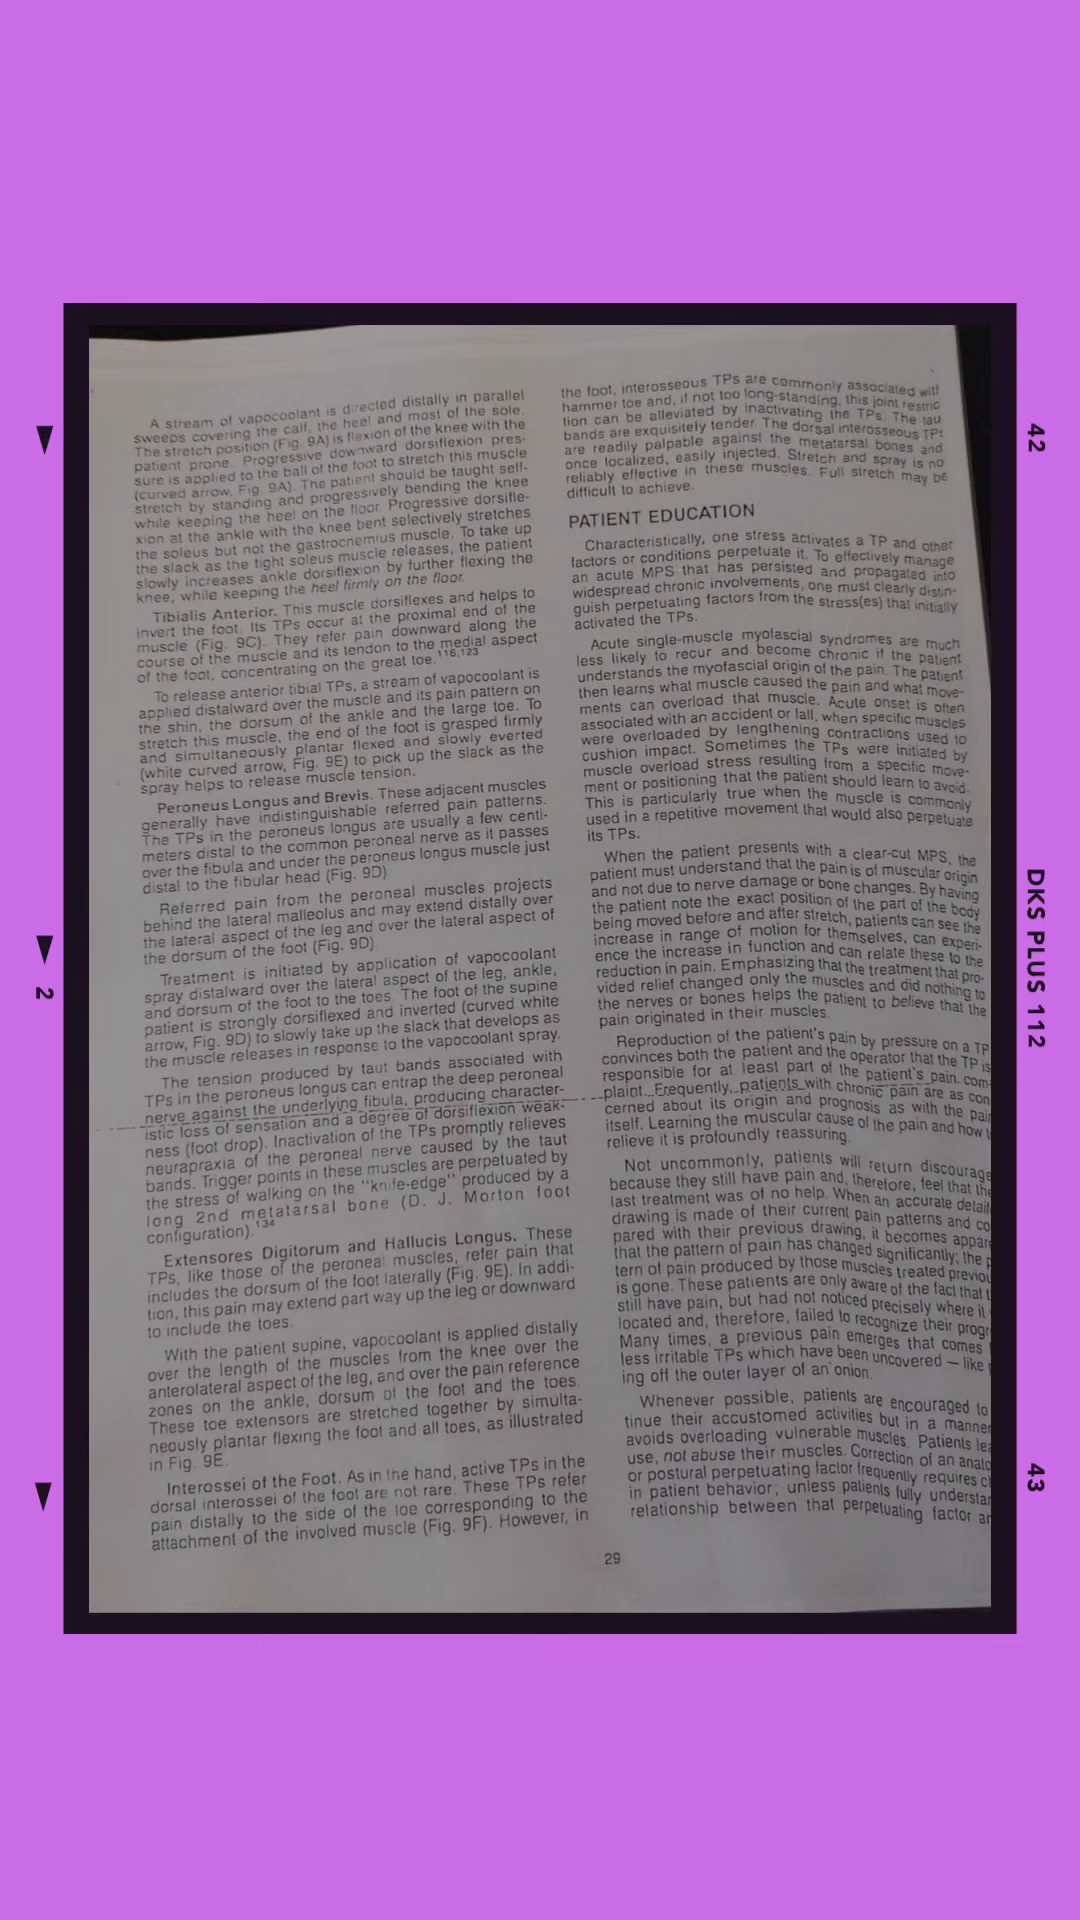 A stream of vapocoolant is directed distally in parallel
sweeps covering the calf, the heel and most of the sole.
The stretch position (Fig. 9A) is flexion of the knee with the
patient prone. Progressive downward dorsiflexion pres-
sure is applied to the ball of the foot to stretch this muscle
(curved arrow, Fig. 9A). The patient should be taught self-
stretch by standing and progressively bending the knee
while keeping the heel on the floor. Progressive dorsifle-
xion at the ankle with the knee bent selectively stretches
the soleus but not the gastrocnemius muscle. To take up
the slack as the tight soleus muscle releases, the patient
slowly increases ankle dorsiflexion by further flexing the
knee, while keeping the heel firmly on the floor.
Tibialis Anterior. This muscle dorsiflexes and helps to
invert the foot. Its TPs occur at the proximal end of the
muscle (Fig. 9C). They refer pain downward along the
course of the muscle and its tendon to the medial aspect
of the foot, concentrating on the great toe.116,123
To release anterior tibial TPs, a stream of vapocoolant is
applied distalward over the muscle and its pain pattern on
the shin, the dorsum of the ankle and the large toe. To
stretch this muscle, the end of the foot is grasped firmly
and simultaneously plantar flexed and slowly everted
(white curved arrow, Fig. 9E) to pick up the slack as the
spray helps to release muscle tension.
Peroneus Longus and Brevis. These adjacent muscles
generally have indistinguishable referred pain patterns.
The TPs in the peroneus longus are usually a few centi-
meters distal to the common peroneal nerve as it passes
over the fibula and under the peroneus longus muscle just
distal to the fibular head (Fig. 9D)
Referred pain from the peroneal muscles projects
behind the lateral malleolus and may extend distally over
the lateral aspect of the leg and over the lateral aspect of
the dorsum of the foot (Fig. 9D).
Treatment is initiated by application of vapocoolant
spray distalward over the lateral aspect of the leg, ankle,
and dorsum of the foot to the toes. The foot of the supine
patient is strongly dorsiflexed and inverted (curved white
arrow, Fig. 9D) to slowly take up the slack that develops as
the muscle releases in response to the vapocoolant spray.
The tension produced by taut bands associated with
TPs in the peroneus longus can entrap the deep peroneal
nerve against the underlying fibula, producing character-
istic loss of sensation and a degree of dorsiflexion weak-
ness (foot drop). Inactivation of the TPs promptly relieves
neurapraxia of the peroneal nerve caused by the taut
bands. Trigger points in these muscles are perpetuated by
the stress of walking on the "knife-edge" produced by a
long 2nd metatarsal bone (D. J. Morton foot
configuration).134
Extensores Digitorum and Hallucis Longus. These
TPs, like those of the peroneal muscles, refer pain that
includes the dorsum of the foot laterally (Fig. 9E). In addi-
tion, this pain may extend part way up the leg or downward
to include the toes.
With the patient supine, vapocoolant is applied distally
over the length of the muscles from the knee over the
anterolateral aspect of the leg, and over the pain reference
zones on the ankle, dorsum of the foot and the toes.
These toe extensors are stretched together by simulta-
neously plantar flexing the foot and all toes, as illustrated
in Fig. 9E.
Interossei of the Foot. As in the hand, active TPs in the
dorsal interossei of the foot are not rare. These TPs refer
pain distally to the side of the toe corresponding to the
attachment of the involved muscle (Fig. 9F). However, in
the foot, interosseous TPs are commonly associated with
hammer toe and, if not too long-standing, this joint restric
tion can be alleviated by inactivating the TPs. The tau
bands are exquisitely tender. The dorsal interosseous TPs
are readily palpable against the metatarsal bones and
once localized, easily injected. Stretch and spray is no
reliably effective in these muscles. Full stretch may be
difficult to achieve.
PATIENT EDUCATION
Characteristically, one stress activates a TP and other
factors or conditions perpetuate it. To effectively manage
an acute MPS that has persisted and propagated into
widespread chronic involvements, one must clearly distin-
guish perpetuating factors from the stress(es) that initially
activated the TPs.
Acute single-muscle myofascial syndromes are much
less likely to recur and become chronic if the patient
understands the myofascial origin of the pain. The patient
then learns what muscle caused the pain and what move-
ments can overload that muscle. Acute onset is often
associated with an accident or fall, when specific muscles
were overloaded by lengthening contractions used to
cushion impact. Sometimes the TPs were initiated by
muscle overload stress resulting from a specific move-
ment or positioning that the patient should learn to avoid.
This is particularly true when the muscle is commonly
used in a repetitive movement that would also perpetuate
its TPs.
When the patient presents with a clear-cut MPS, the
patient must understand that the pain is of muscular origin
and not due to nerve damage or bone changes. By having
the patient note the exact position of the part of the body
being moved before and after stretch, patients can see the
increase in range of motion for themselves, can experi-
ence the increase in function and can relate these to the
reduction in pain. Emphasizing that the treatment that pro-
vided relief changed only the muscles and did nothing to
the nerves or bones helps the patient to believe that the
pain originated in their muscles.
Reproduction of the patient's pain by pressure on a TP
convinces both the patient and the operator that the TP is
responsible for at least part of the patient's pain com-
plaint. Frequently, patients with chronic pain are as con
cerned about its origin and prognosis as with the pain
itself. Learning the muscular cause of the pain and how t
relieve it is profoundly reassuring.
Not uncommonly, patients will return discourage
because they still have pain and, therefore, feel that the
last treatment was of no help. When an accurate detail
drawing is made of their current pain patterns and co
pared with their previous drawing, it becomes appare
that the pattern of pain has changed significantly; the p
tern of pain produced by those muscles treated previou
is gone. These patients are only aware of the fact that t
still have pain, but had not noticed precisely where it
located and, therefore, failed to recognize their progr
Many times, a previous pain emerges that comes
less irritable TPs which have been uncovered — like p
ing off the outer layer of an onion.
Whenever possible, patients are encouraged to
tinue their accustomed activities but in a manner
avoids overloading vulnerable muscles. Patients lea
use, not abuse their muscles. Correction of an anato
or postural perpetuating factor frequently requires ch
in patient behavior; unless patients fully understan
relationship between that perpetuating factor an
29
42
DKS PLUS 112
43
2